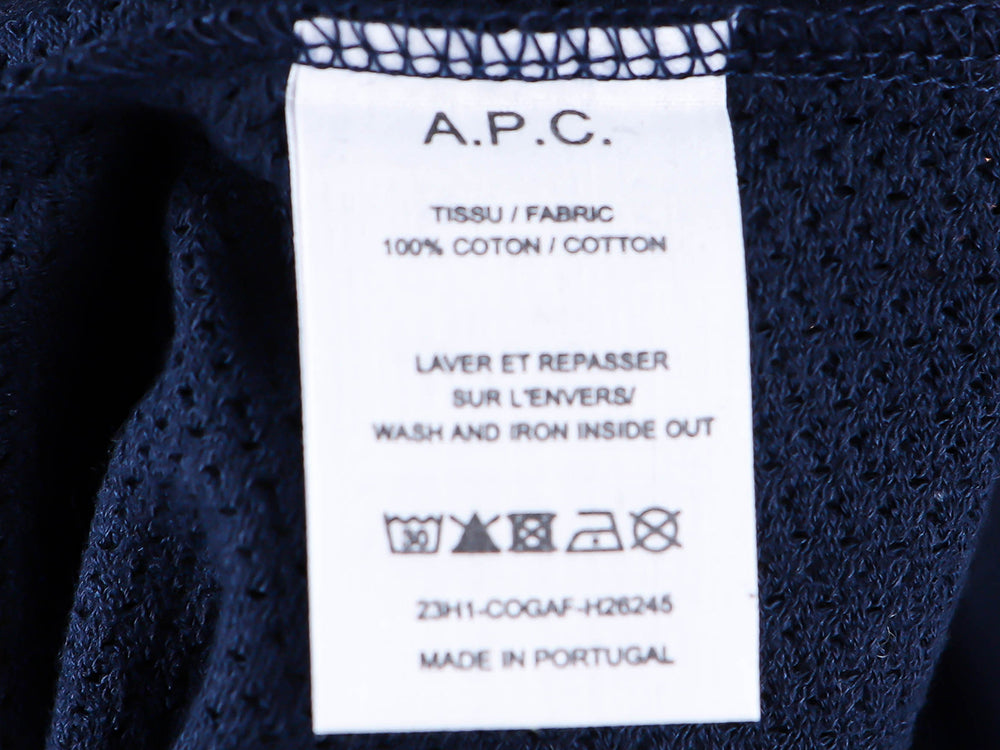 A.P.C.
TISSU / FABRIC
100% COTON / COTTON
LAVER ET REPASSER
SUR L'ENVERS/
WASH AND IRON INSIDE OUT
30
23H1-COGAF-H26245
MADE IN PORTUGAL